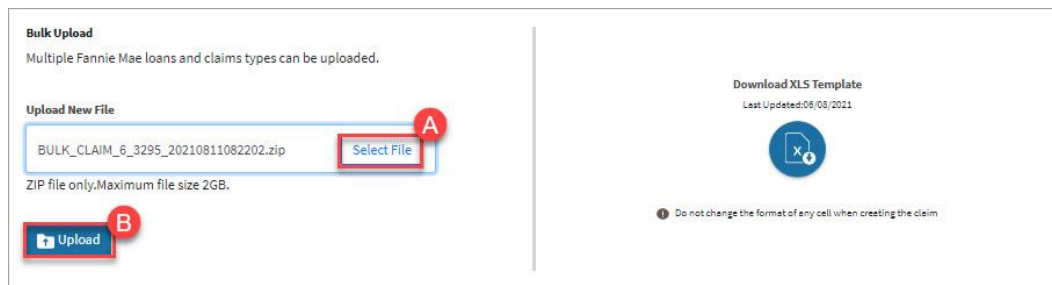 Bulk Upload
Multiple Fannie Mae loans and claims types can be uploaded.
Upload New File
A
BULK_CLAIM_6_3295_20210811082202.zip Select File
ZIP file only.Maximum file size 2GB.
B
Upload
Download XLS Template
Last Updated:06/08/2021
X
Do not change the format of any cell when creating the claim